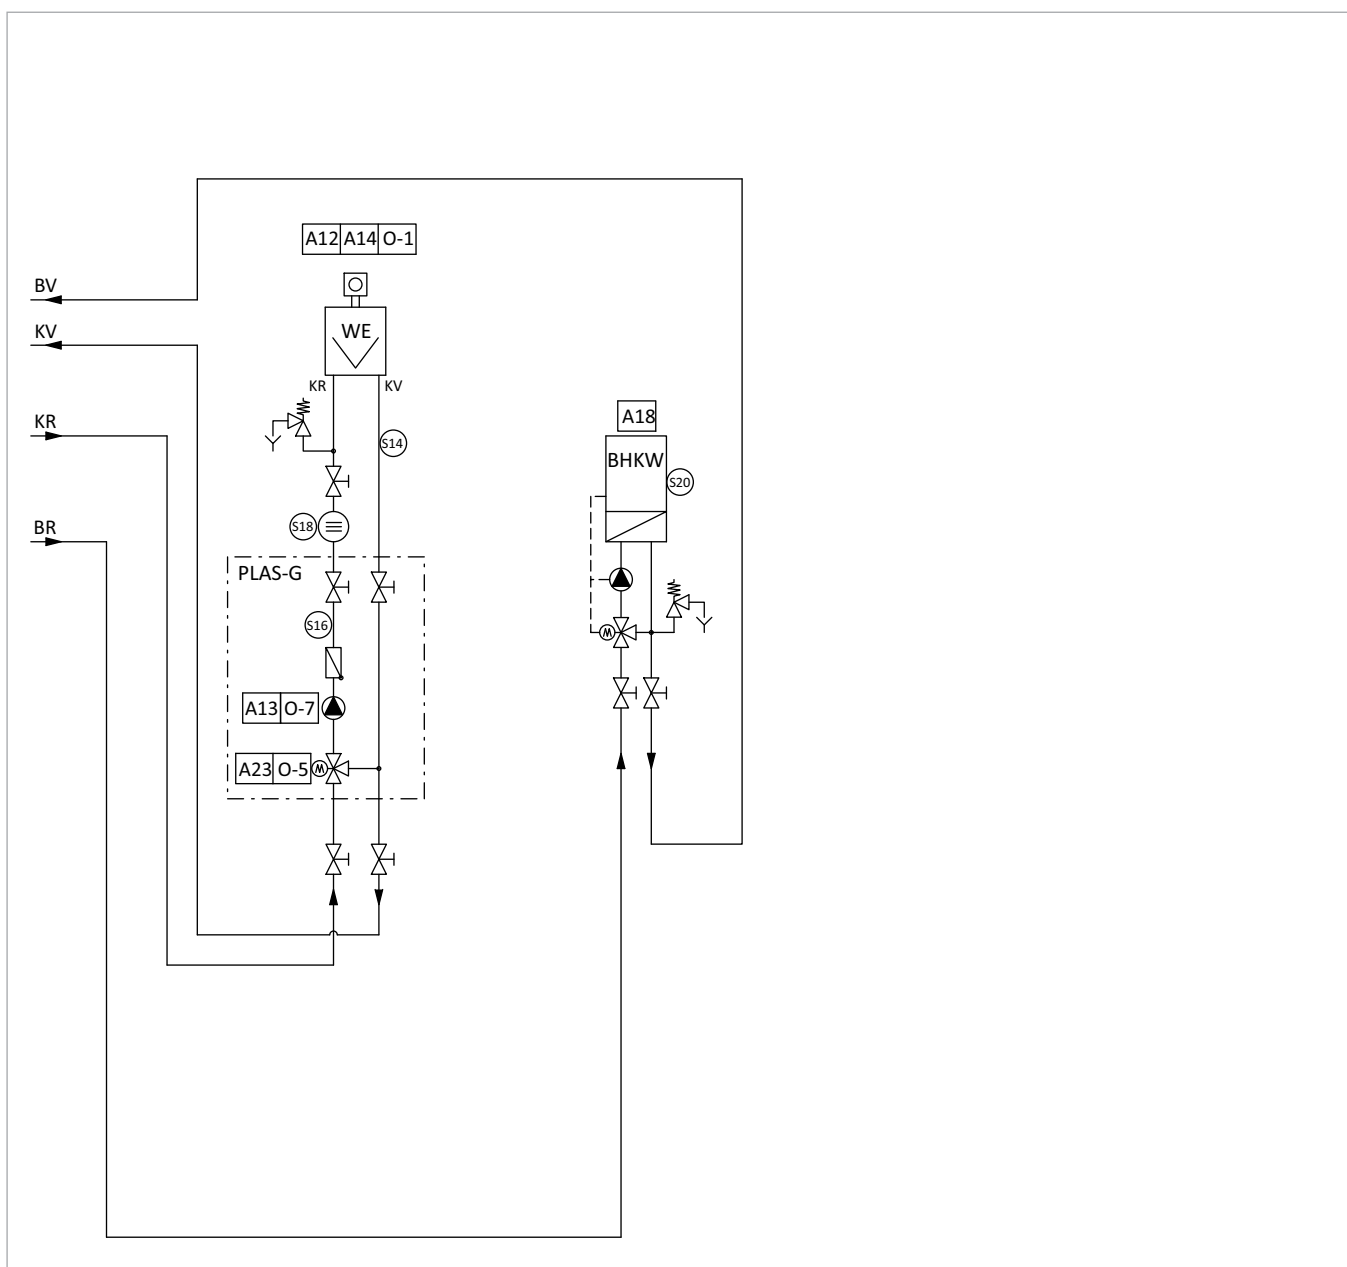 A12 A14 O-1
BV
KV
WE
KR KV
A18
KR
S14
BHKW
S20
BR
S18
PLAS-G
S16
M
A13 O-7
A23 O-5 M